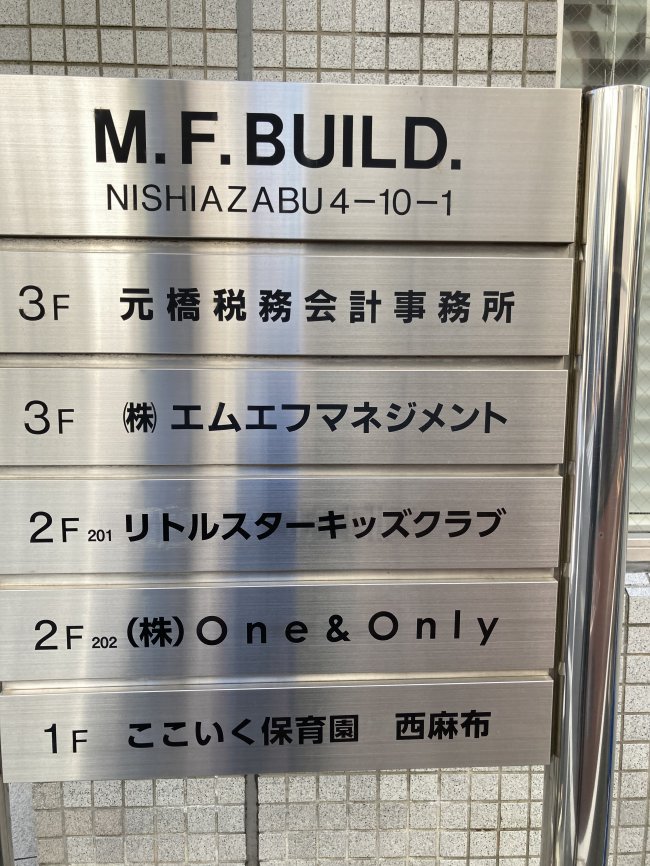 M.F.BUILD.
NISHIAZABU 4-10-1
3F 元橋税務会計事務所
3F ㈱エムエフマネジメント
2F 201 リトルスターキッズクラブ
2F 202 (株)One&Only
1F ここいく保育園 西麻布